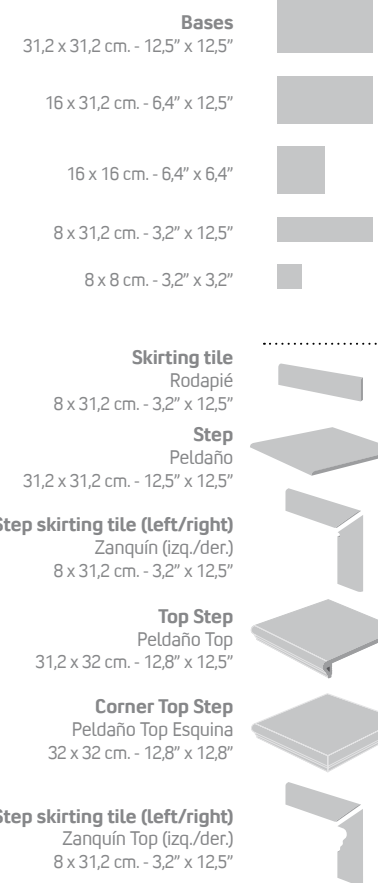 Bases
31,2 x 31,2 cm. - 12,5” x 12,5”
16 x 31,2 cm. - 6,4” x 12,5”
16 x 16 cm. - 6,4” x 6,4”
8 x 31,2 cm. - 3,2” x 12,5”
8 x 8 cm. - 3,2” x 3,2”
Skirting tile
Rodapié
8 x 31,2 cm. - 3,2” x 12,5”
Step
Peldaño
31,2 x 31,2 cm. - 12,5” x 12,5”
Step skirting tile (left/right)
Zanquín (izq./der.)
8 x 31,2 cm. - 3,2” x 12,5”
Top Step
Peldaño Top
31,2 x 32 cm. - 12,8” x 12,5”
Corner Top Step
Peldaño Top Esquina
32 x 32 cm. - 12,8” x 12,8”
Step skirting tile (left/right)
Zanquín Top (izq./der.)
8 x 31,2 cm. - 3,2” x 12,5”